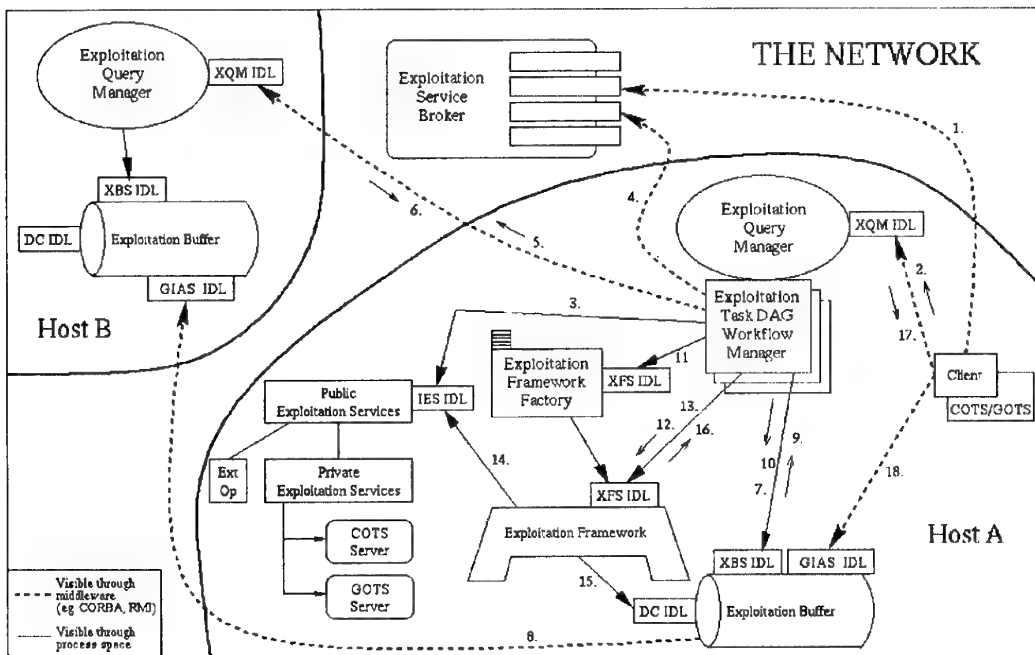 THE NETWORK
Exploitation
Query
Manager
XQM IDL
XBS IDL
DC IDL
Exploitation Buffer
GIAS IDL
Host B
Exploitation
Service
Broker
1.
4.
6.
5.
Exploitation
Query
Manager
XQM IDL
2.
17.
Exploitation
Task DAG
Workflow
Manager
3.
11
Client
COTS/GOTS
Exploitation
Framework
Factory
XFS IDL
Public
Exploitation Services
IES IDL
Ext
Op
Private
Exploitation Services
COTS
Server
GOTS
Server
12.
13.
16.
9.
10.
7.
14.
18.
XFS IDL
Exploitation Framework
15.
XBS IDL
GIAS IDL
DC IDL
Exploitation Buffer
8.
Host A
Visible through
middleware
(eg CORBA, RMI)
Visible through
process space